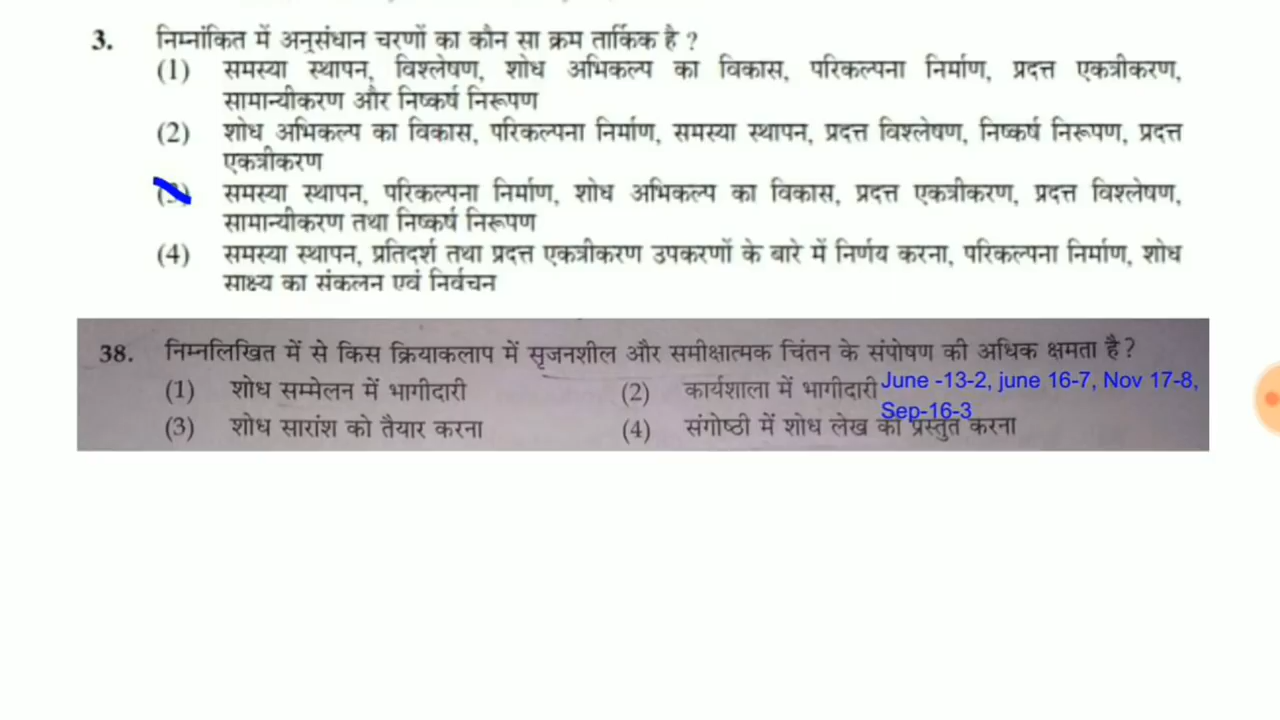 3. निम्नांकित में अनुसंधान चरणों का कौन सा क्रम तार्किक है ?
(1) समस्या स्थापन, विश्लेषण, शोध अभिकल्प का विकास, परिकल्पना निर्माण, प्रदत्त एकत्रीकरण,
सामान्यीकरण और निष्कर्ष निरूपण
(2) शोध अभिकल्प का विकास, परिकल्पना निर्माण, समस्या स्थापन, प्रदत्त विश्लेषण, निष्कर्ष निरूपण, प्रदत्त
एकत्रीकरण
(3) समस्या स्थापन, परिकल्पना निर्माण, शोध अभिकल्प का विकास, प्रदत्त एकत्रीकरण, प्रदत्त विश्लेषण,
सामान्यीकरण तथा निष्कर्ष निरूपण
(4) समस्या स्थापन, प्रतिदर्श तथा प्रदत्त एकत्रीकरण उपकरणों के बारे में निर्णय करना, परिकल्पना निर्माण, शोध
साक्ष्य का संकलन एवं निर्वचन
38. निम्नलिखित में से किस क्रियाकलाप में सृजनशील और समीक्षात्मक चिंतन के संपोषण की अधिक क्षमता है ?
(1) शोध सम्मेलन में भागीदारी (2) कार्यशाला में भागीदारी June -13-2, june 16-7, Nov 17-8,
Sep-16-3
(3) शोध सारांश को तैयार करना (4) संगोष्ठी में शोध लेख को प्रस्तुत करना